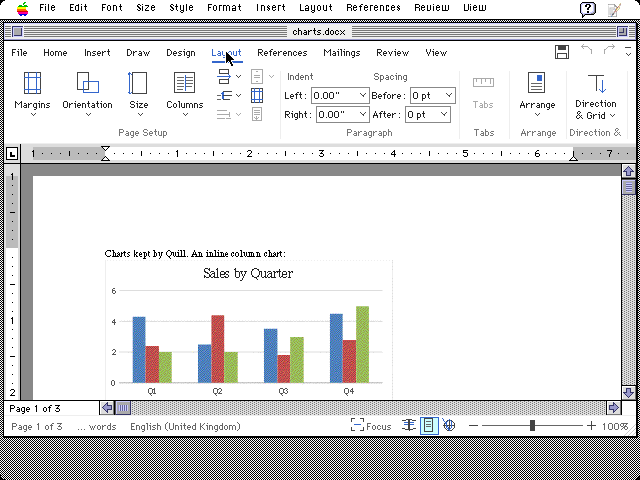 File Edit Font Size Style Format Insert Layout References Review View
charts.docx
File Home Insert Draw Design Layout References Mailings Review View
Margins Orientation Size Columns
Page Setup
Indent Spacing
Left: 0.00" Before: 0 pt
Right: 0.00" After: 0 pt
Paragraph
Tabs
Tabs
Arrange
Arrange
Direction & Grid
Direction &
1 1 2 3 4 5 6 7
1
1
2
Charts kept by Quill. An inline column chart:
Sales by Quarter
6
4
2
0
Q1 Q2 Q3 Q4
Page 1 of 3
Page 1 of 3 ... words English (United Kingdom) Focus 100%